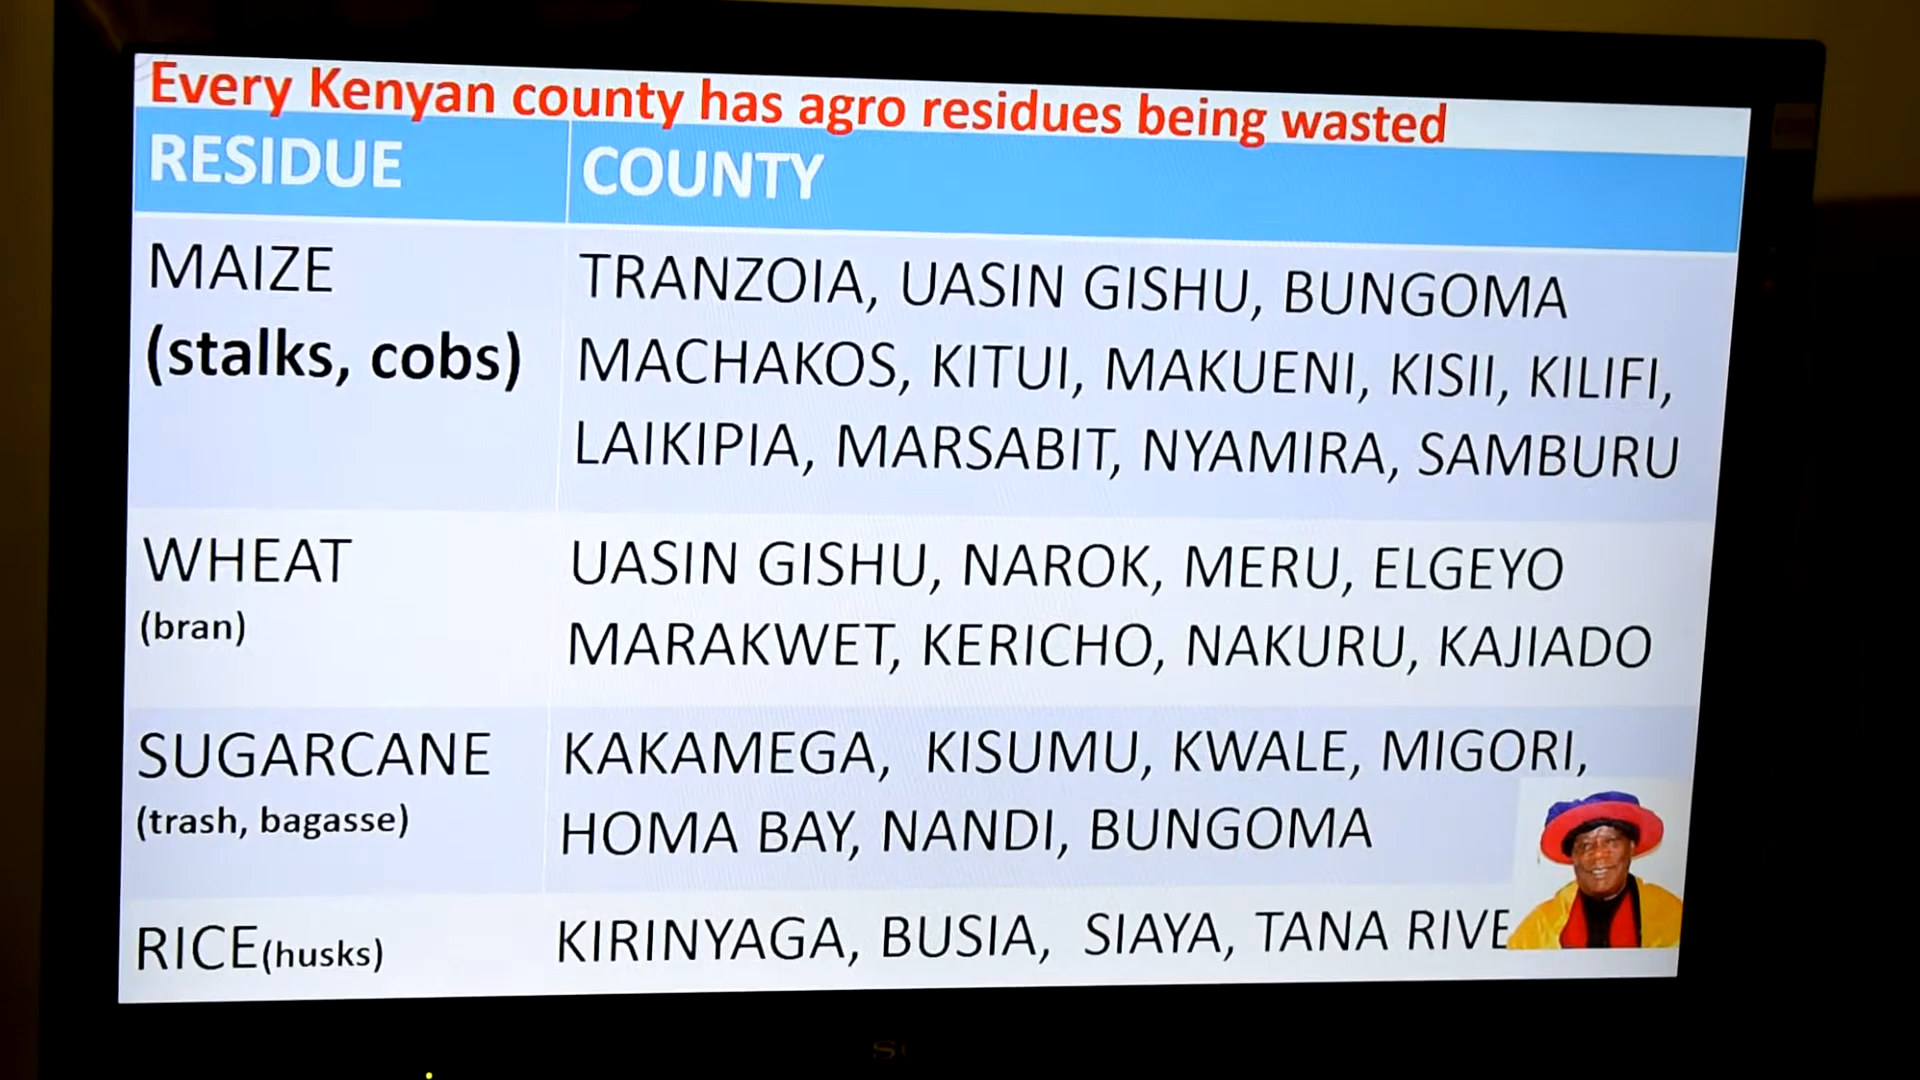 Every Kenyan county has agro residues being wasted
RESIDUE
COUNTY
MAIZE
(stalks, cobs)
TRANZOIA, UASIN GISHU, BUNGOMA
MACHAKOS, KITUI, MAKUENI, KISII, KILIFI,
LAIKIPIA, MARSABIT, NYAMIRA, SAMBURU
WHEAT
(bran)
UASIN GISHU, NAROK, MERU, ELGEYO
MARAKWET, KERICHO, NAKURU, KAJIADO
SUGARCANE
(trash, bagasse)
KAKAMEGA, KISUMU, KWALE, MIGORI,
HOMA BAY, NANDI, BUNGOMA
RICE(husks)
KIRINYAGA, BUSIA, SIAYA, TANA RIVE